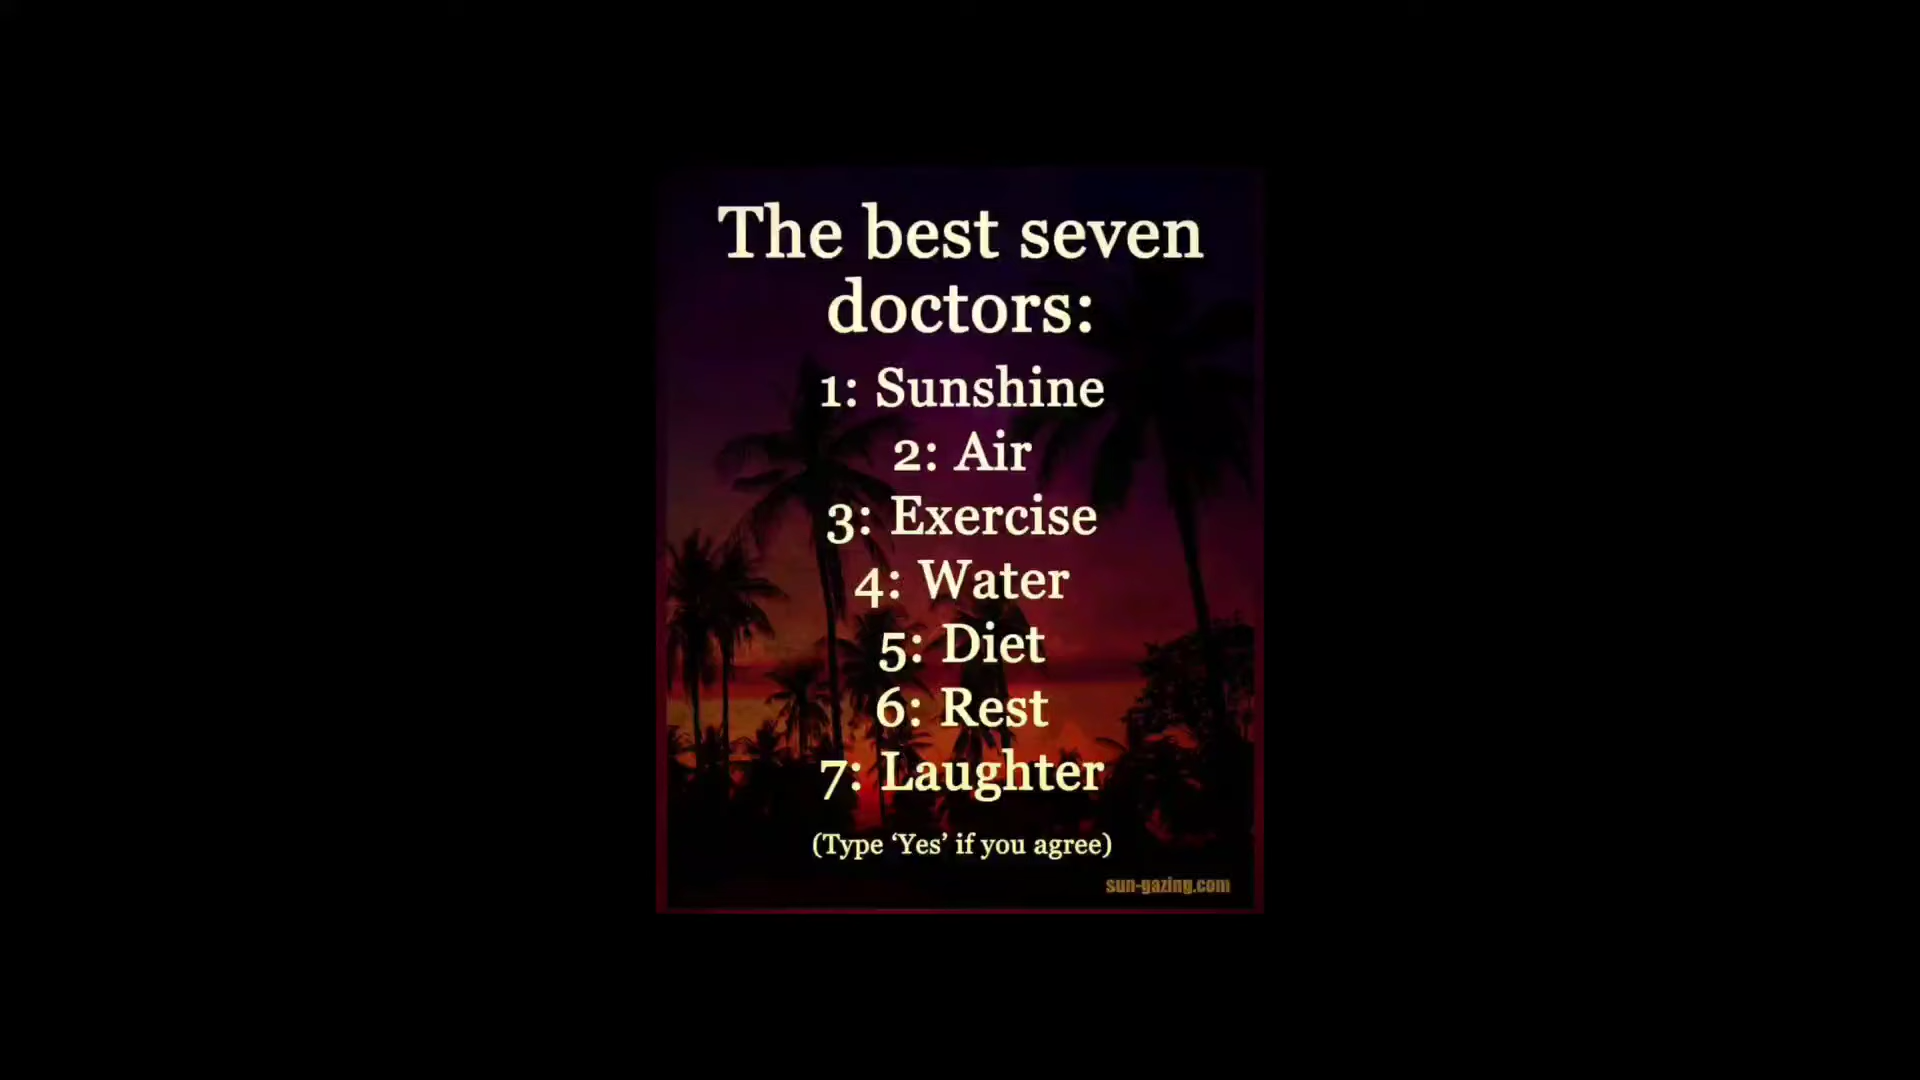 The best seven
doctors:
1: Sunshine
2: Air
3: Exercise
4: Water
5: Diet
6: Rest
7: Laughter
(Type ‘Yes’ if you agree)
sun-gazing.com